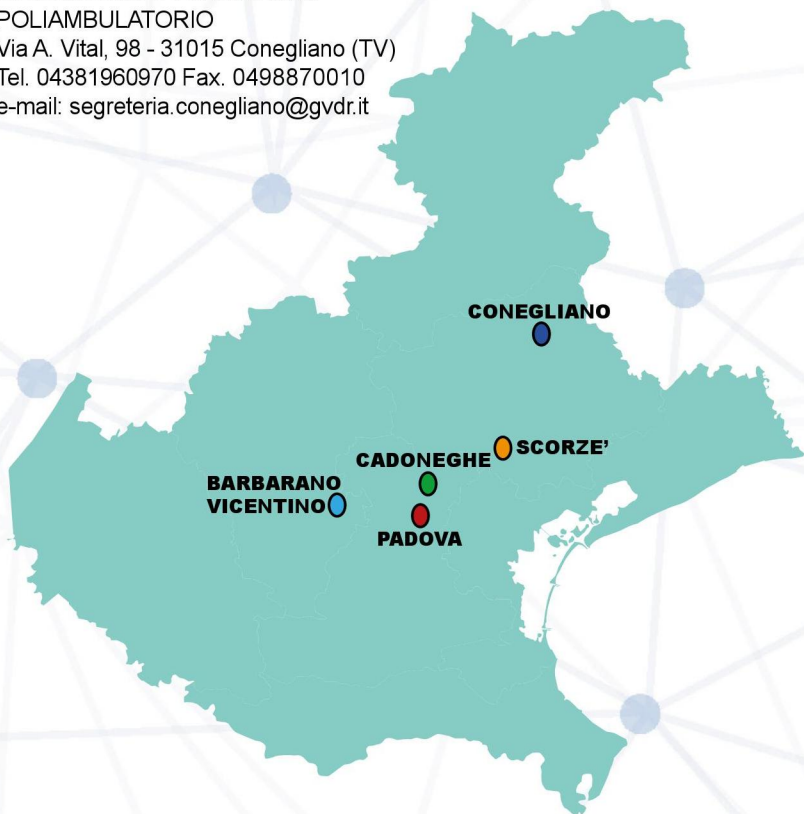 POLIAMBULATORIO
Via A. Vital, 98 - 31015 Conegliano (TV)
Tel. 04381960970 Fax. 0498870010
e-mail: segreteria.conegliano@gvdr.it
CONEGLIANO
SCORZE’
CADONEGHE
BARBARANO
VICENTINO
PADOVA